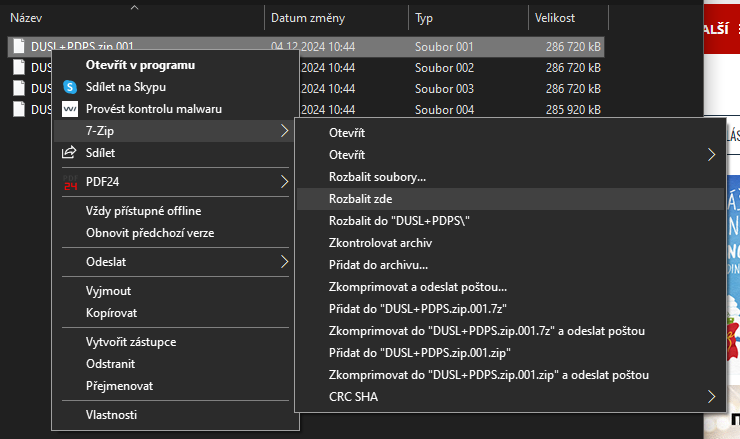 Název Datum změny Typ Velikost
DUSL+PDPS.zip.001 04.12.2024 10:44 Soubor 001 286 720 kB
DUS 2024 10:44 Soubor 002 286 720 kB
DUS 2024 10:44 Soubor 003 286 720 kB
DUS 2024 10:44 Soubor 004 285 920 kB
Otevřít v programu
Sdílet na Skypu
Provést kontrolu malwaru
7-Zip
Sdílet
PDF24
Vždy přístupné offline
Obnovit předchozí verze
Odeslat
Vyjmout
Kopírovat
Vytvořit zástupce
Odstranit
Přejmenovat
Vlastnosti
Otevřít
Otevřít
Rozbalit soubory...
Rozbalit zde
Rozbalit do "DUSL+PDPS\"
Zkontrolovat archiv
Přidat do archivu...
Zkomprimovat a odeslat poštou...
Přidat do "DUSL+PDPS.zip.001.7z"
Zkomprimovat do "DUSL+PDPS.zip.001.7z" a odeslat poštou
Přidat do "DUSL+PDPS.zip.001.zip"
Zkomprimovat do "DUSL+PDPS.zip.001.zip" a odeslat poštou
CRC SHA
ALŠÍ